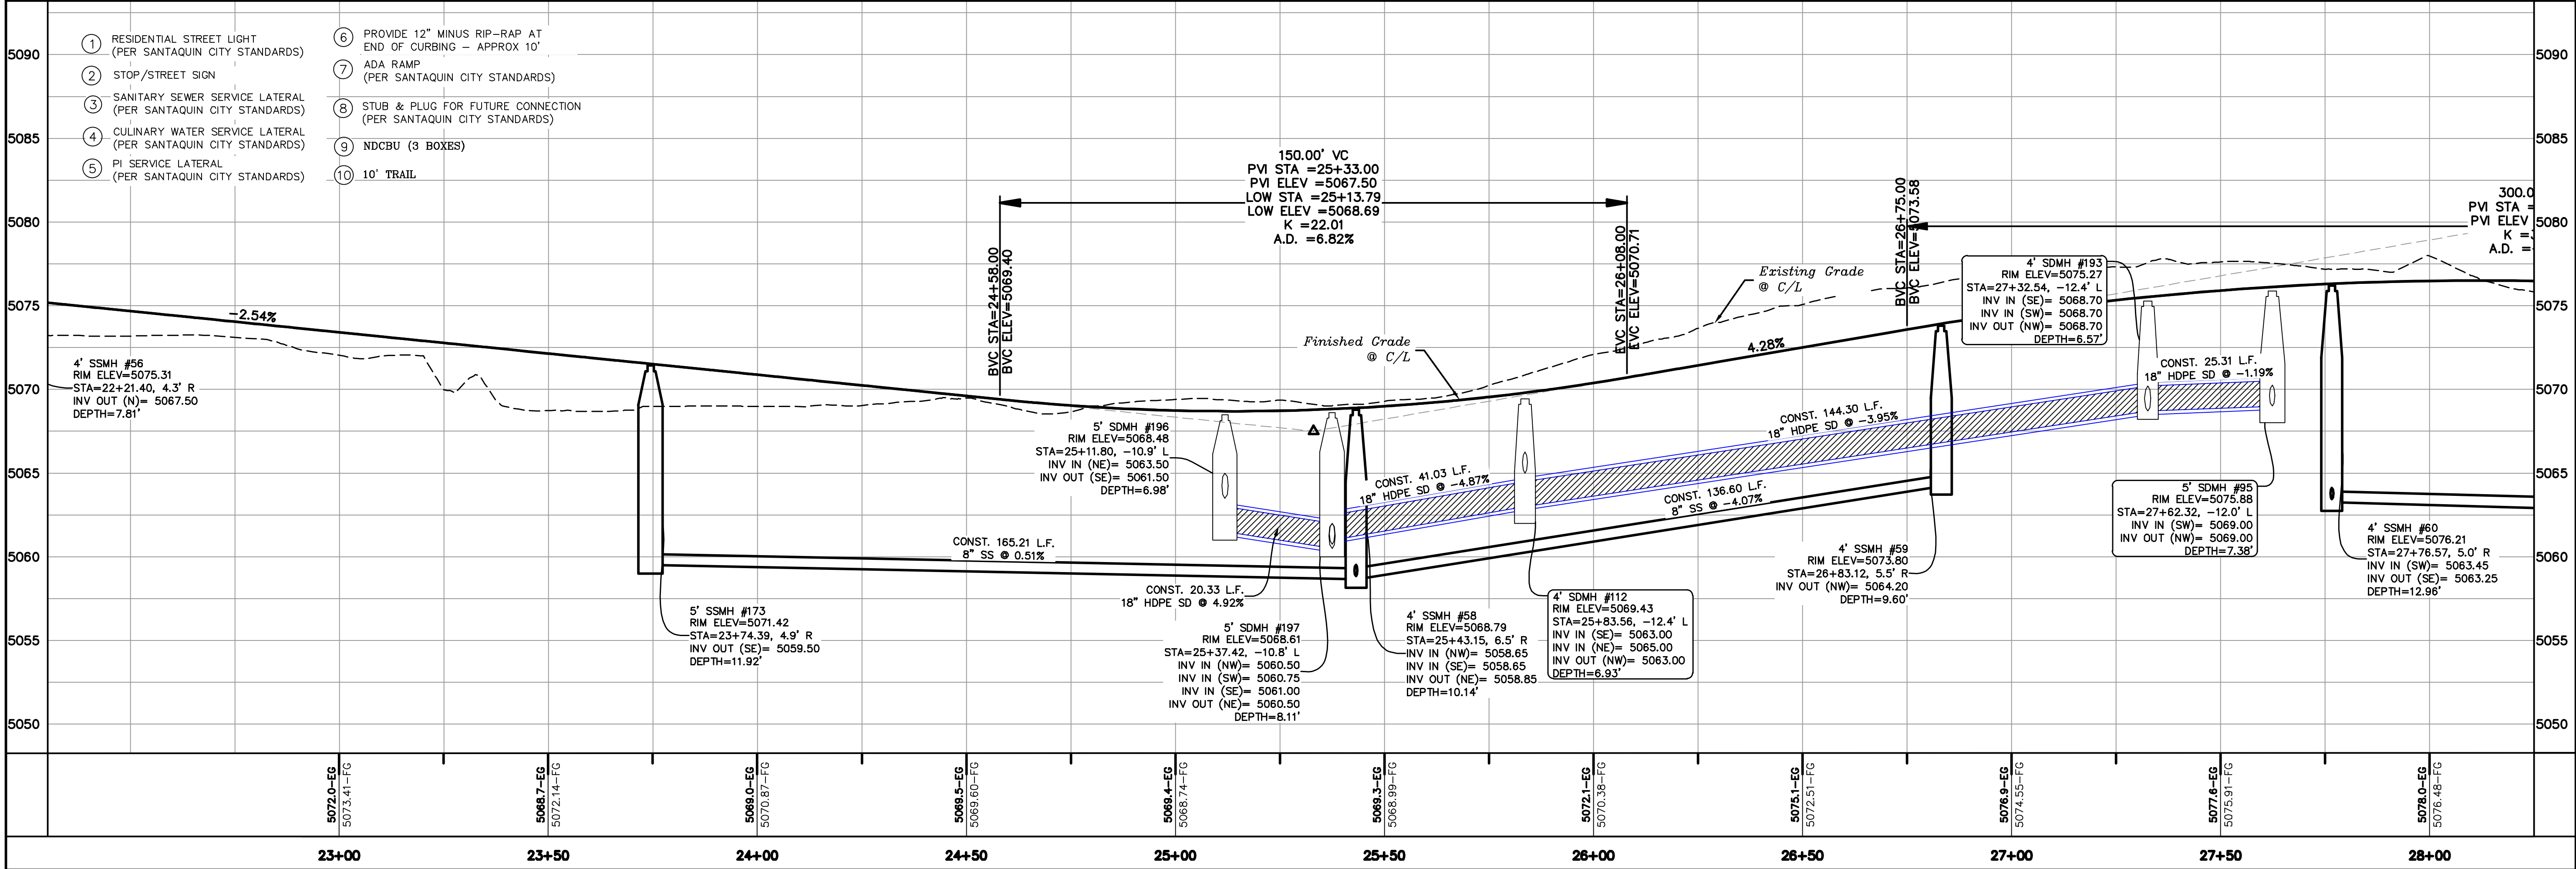 1 RESIDENTIAL STREET LIGHT
(PER SANTAQUIN CITY STANDARDS)
2 STOP/STREET SIGN
3 SANITARY SEWER SERVICE LATERAL
(PER SANTAQUIN CITY STANDARDS)
4 CULINARY WATER SERVICE LATERAL
(PER SANTAQUIN CITY STANDARDS)
5 PI SERVICE LATERAL
(PER SANTAQUIN CITY STANDARDS)
6 PROVIDE 12" MINUS RIP-RAP AT
END OF CURBING - APPROX 10'
7 ADA RAMP
(PER SANTAQUIN CITY STANDARDS)
8 STUB & PLUG FOR FUTURE CONNECTION
(PER SANTAQUIN CITY STANDARDS)
9 NDCBU (3 BOXES)
10 10' TRAIL
5090
5085
5080
5075
5070
5065
5060
5055
5050
5090
5085
5080
5075
5070
5065
5060
5055
5050
-2.54%
4' SSMH #56
RIM ELEV=5075.31
STA=22+21.40, 4.3' R
INV OUT (N)= 5067.50
DEPTH=7.81'
5' SSMH #173
RIM ELEV=5071.42
STA=23+74.39, 4.9' R
INV OUT (SE)= 5059.50
DEPTH=11.92'
CONST. 165.21 L.F.
8" SS @ 0.51%
BVC STA=24+58.00
BVC ELEV=5069.40
150.00' VC
PVI STA =25+33.00
PVI ELEV =5067.50
LOW STA =25+13.79
LOW ELEV =5068.69
K =22.01
A.D. =6.82%
EVC STA=26+08.00
EVC ELEV=5070.71
5' SDMH #196
RIM ELEV=5068.48
STA=25+11.80, -10.9' L
INV IN (NE)= 5063.50
INV OUT (SE)= 5061.50
DEPTH=6.98'
CONST. 20.33 L.F.
18" HDPE SD @ 4.92%
5' SDMH #197
RIM ELEV=5068.61
STA=25+37.42, -10.8' L
INV IN (NW)= 5060.50
INV IN (SW)= 5060.75
INV IN (SE)= 5061.00
INV OUT (NE)= 5060.50
DEPTH=8.11'
Finished Grade
@ C/L
Existing Grade
@ C/L
CONST. 41.03 L.F.
18" HDPE SD @ -4.87%
4' SSMH #58
RIM ELEV=5068.79
STA=25+43.15, 6.5' R
INV IN (NW)= 5058.65
INV IN (SE)= 5058.65
INV OUT (NE)= 5058.85
DEPTH=10.14'
4' SDMH #112
RIM ELEV=5069.43
STA=25+83.56, -12.4' L
INV IN (SE)= 5063.00
INV IN (NE)= 5065.00
INV OUT (NW)= 5063.00
DEPTH=6.93'
CONST. 136.60 L.F.
8" SS @ -4.07%
CONST. 144.30 L.F.
18" HDPE SD @ -3.95%
4.28%
4' SSMH #59
RIM ELEV=5073.80
STA=26+83.12, 5.5' R
INV OUT (NW)= 5064.20
DEPTH=9.60'
BVC STA=26+75.00
BVC ELEV=5073.58
4' SDMH #193
RIM ELEV=5075.27
STA=27+32.54, -12.4' L
INV IN (SE)= 5068.70
INV IN (SW)= 5068.70
INV OUT (NW)= 5068.70
DEPTH=6.57'
CONST. 25.31 L.F.
18" HDPE SD @ -1.19%
5' SDMH #95
RIM ELEV=5075.88
STA=27+62.32, -12.0' L
INV IN (SW)= 5069.00
INV OUT (NW)= 5069.00
DEPTH=7.38'
4' SSMH #60
RIM ELEV=5076.21
STA=27+76.57, 5.0' R
INV IN (SW)= 5063.45
INV OUT (SE)= 5063.25
DEPTH=12.96'
300.0
PVI STA =
PVI ELEV
K =
A.D. =
5072.0-EG
5073.41-FG
5068.7-EG
5072.14-FG
5069.0-EG
5070.87-FG
5069.5-EG
5069.60-FG
5069.4-EG
5068.74-FG
5069.3-EG
5068.99-FG
5072.1-EG
5070.38-FG
5075.1-EG
5072.51-FG
5076.9-EG
5074.55-FG
5077.6-EG
5075.91-FG
5078.0-EG
5076.48-FG
23+00
23+50
24+00
24+50
25+00
25+50
26+00
26+50
27+00
27+50
28+00